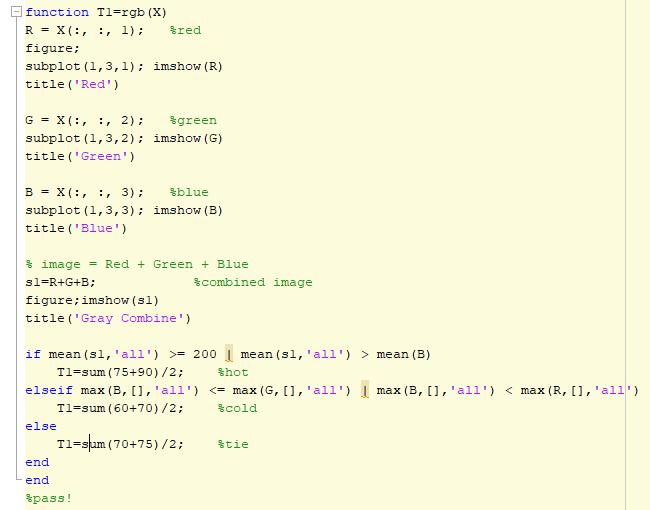 function T1=rgb(X)
R = X(:, :, 1);   %red
figure;
subplot(1,3,1); imshow(R)
title('Red')

G = X(:, :, 2);   %green
subplot(1,3,2); imshow(G)
title('Green')

B = X(:, :, 3);   %blue
subplot(1,3,3); imshow(B)
title('Blue')

% image = Red + Green + Blue
s1=R+G+B;            %combined image
figure;imshow(s1)
title('Gray Combine')

if mean(s1,'all') >= 200 | mean(s1,'all') > mean(B)
    T1=sum(75+90)/2;    %hot
elseif max(B,[],'all') <= max(G,[],'all') | max(B,[],'all') < max(R,[],'all')
    T1=sum(60+70)/2;    %cold
else
    T1=sum(70+75)/2;    %tie
end
end
%pass!